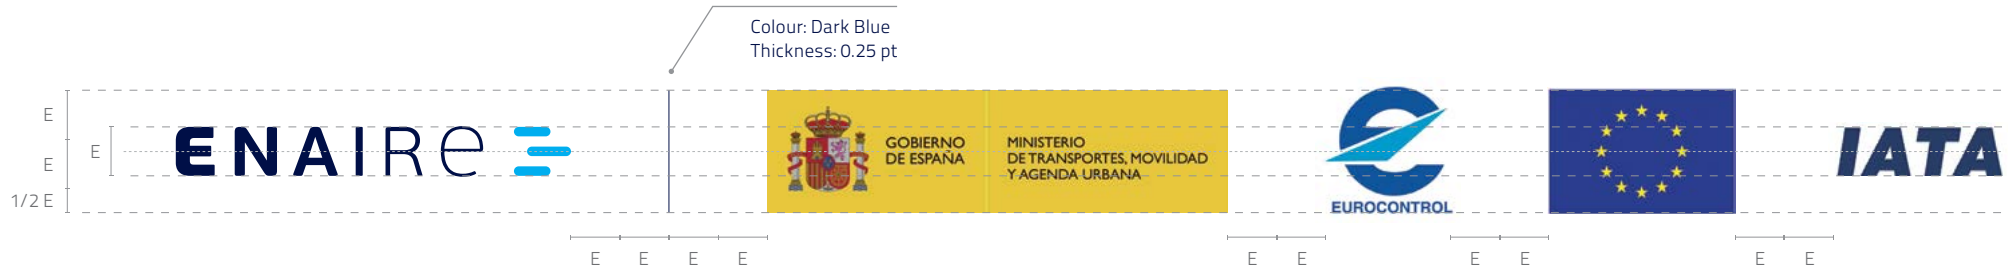 Colour: Dark Blue
Thickness: 0.25 pt
E
E
1/2 E
E
ENAIRe
GOBIERNO
DE ESPAÑA
MINISTERIO
DE TRANSPORTES, MOVILIDAD
Y AGENDA URBANA
EUROCONTROL
IATA
E E E E E E E E E E